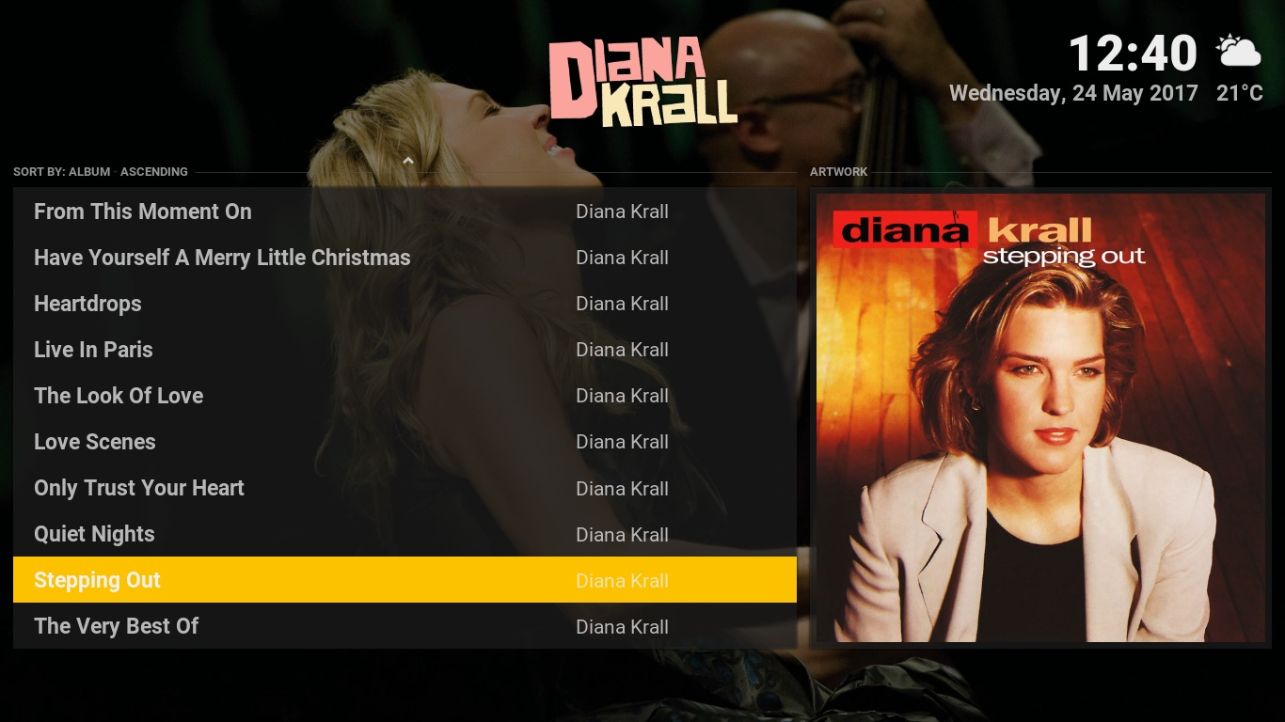 DIANA
KRALL
12:40
Wednesday, 24 May 2017 21°C
SORT BY: ALBUM · ASCENDING
From This Moment On Diana Krall
Have Yourself A Merry Little Christmas Diana Krall
Heartdrops Diana Krall
Live In Paris Diana Krall
The Look Of Love Diana Krall
Love Scenes Diana Krall
Only Trust Your Heart Diana Krall
Quiet Nights Diana Krall
Stepping Out Diana Krall
The Very Best Of Diana Krall
ARTWORK
diana krall
stepping out